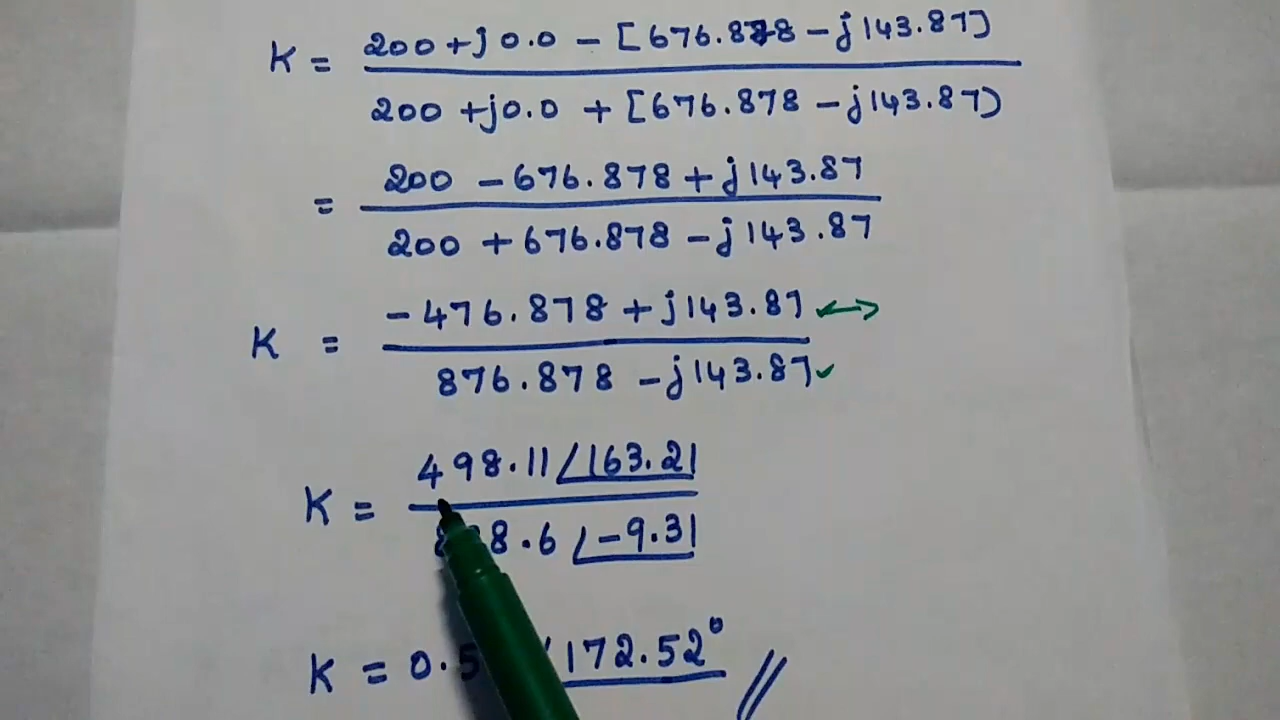 K = 200 + j0.0 - [676.878 - j143.87]
200 + j0.0 + [676.878 - j143.87)
= 200 - 676.878 + j143.87
200 + 676.878 - j143.87
K = -476.878 + j143.87
876.878 - j143.87
K = 498.11 ∠163.21
8.6 ∠-9.31
K = 0.5 172.52°